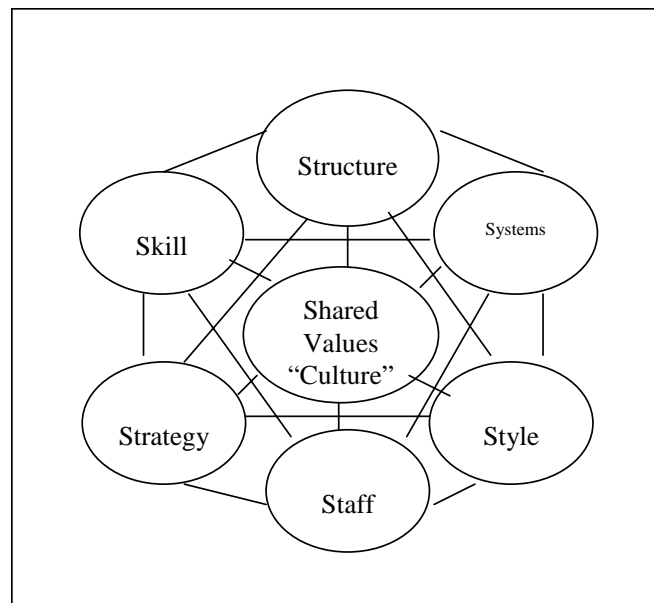 Structure
Systems
Skill
Shared
Values
“Culture”
Strategy
Style
Staff